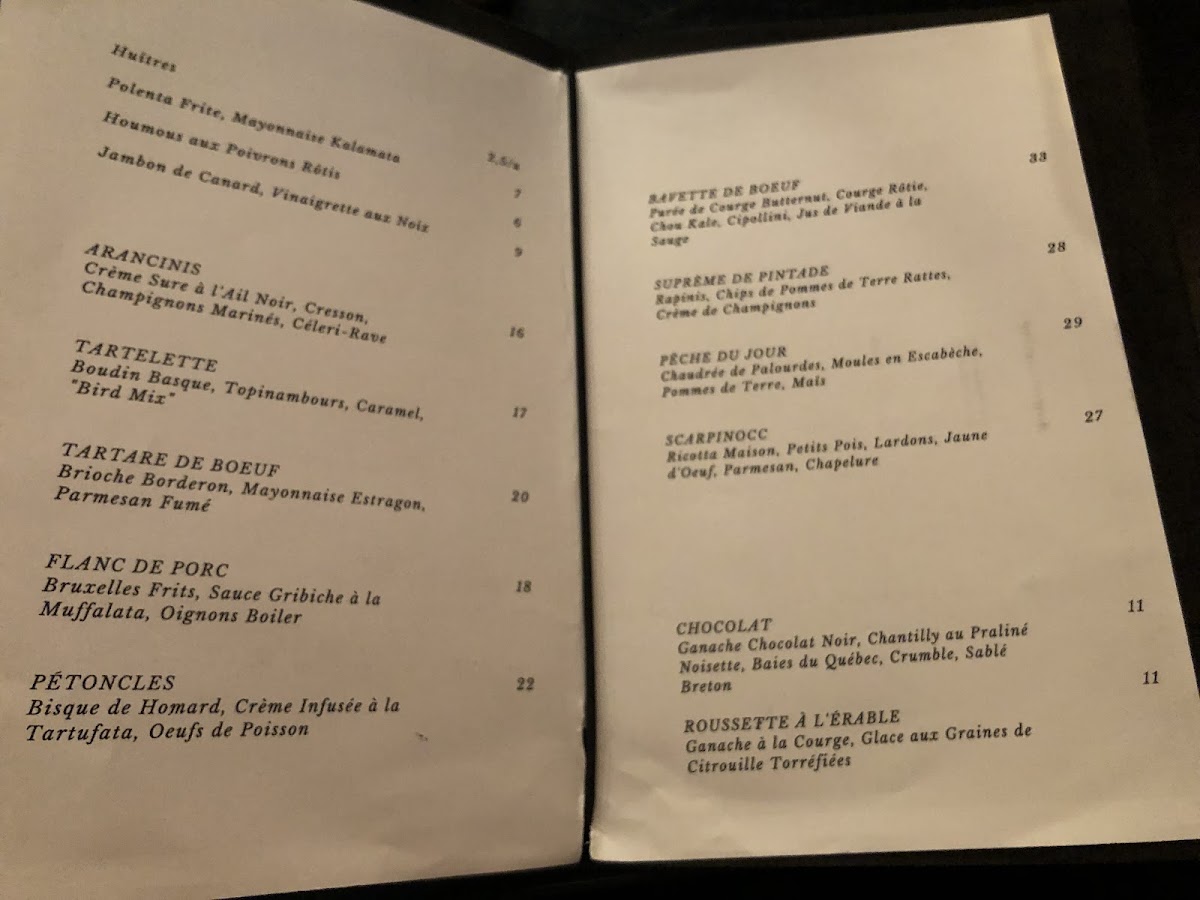 Huîtres 2,5/u
Polenta Frite, Mayonnaise Kalamata 7
Houmous aux Poivrons Rôtis 6
Jambon de Canard, Vinaigrette aux Noix 9
ARANCINIS
Crème Sure à l'Ail Noir, Cresson,
Champignons Marinés, Céleri-Rave 16
TARTELETTE
Boudin Basque, Topinambours, Caramel,
"Bird Mix" 17
TARTARE DE BOEUF
Brioche Borderon, Mayonnaise Estragon,
Parmesan Fumé 20
FLANC DE PORC
Bruxelles Frits, Sauce Gribiche à la 18
Muffalata, Oignons Boiler
PÉTONCLES 22
Bisque de Homard, Crème Infusée à la
Tartufata, Oeufs de Poisson
BAVETTE DE BOEUF 33
Purée de Courge Butternut, Courge Rôtie,
Chou Kale, Cipollini, Jus de Viande à la
Sauge
SUPRÊME DE PINTADE 28
Rapinis, Chips de Pommes de Terre Rattes,
Crème de Champignons
PÊCHE DU JOUR 29
Chaudrée de Palourdes, Moules en Escabèche,
Pommes de Terre, Maïs
SCARPINOCC 27
Ricotta Maison, Petits Pois, Lardons, Jaune
d'Oeuf, Parmesan, Chapelure
CHOCOLAT 11
Ganache Chocolat Noir, Chantilly au Praliné
Noisette, Baies du Québec, Crumble, Sablé
Breton
ROUSSETTE À L'ÉRABLE 11
Ganache à la Courge, Glace aux Graines de
Citrouille Torréfiées